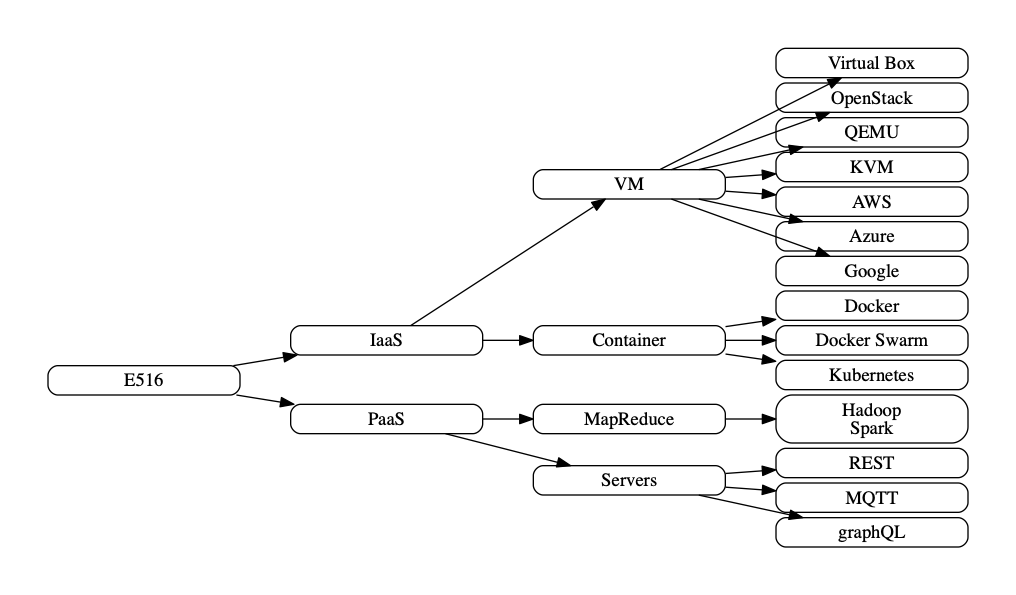 E516
IaaS
PaaS
VM
Container
MapReduce
Servers
Virtual Box
OpenStack
QEMU
KVM
AWS
Azure
Google
Docker
Docker Swarm
Kubernetes
Hadoop
Spark
REST
MQTT
graphQL